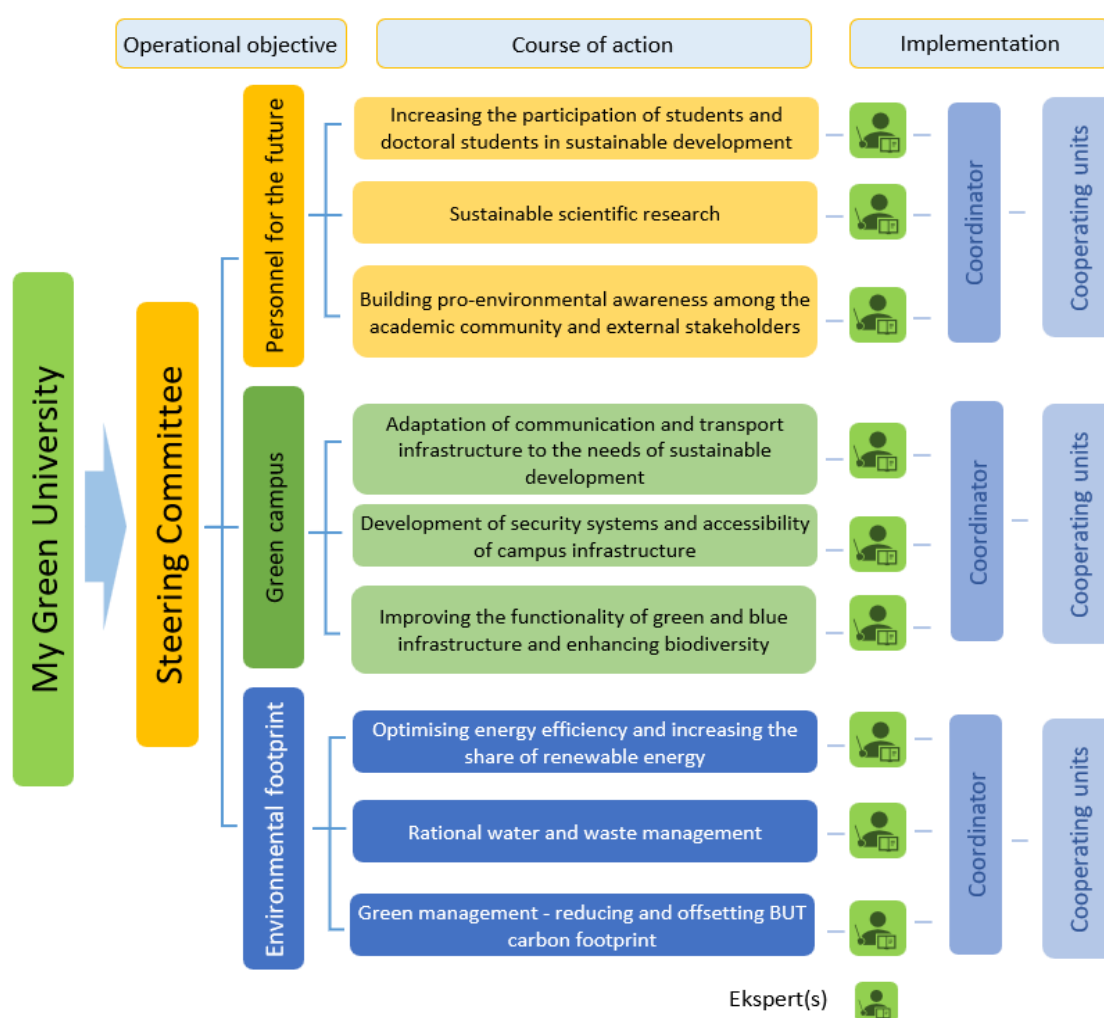 Operational objective
Course of action
Implementation
My Green University
Steering Committee
Personnel for the future
Increasing the participation of students and
doctoral students in sustainable development
Sustainable scientific research
Building pro-environmental awareness among the
academic community and external stakeholders
Coordinator
Cooperating units
Green campus
Adaptation of communication and transport
infrastructure to the needs of sustainable
development
Development of security systems and accessibility
of campus infrastructure
Improving the functionality of green and blue
infrastructure and enhancing biodiversity
Coordinator
Cooperating units
Environmental footprint
Optimising energy efficiency and increasing the
share of renewable energy
Rational water and waste management
Green management - reducing and offsetting BUT
carbon footprint
Coordinator
Cooperating units
Ekspert(s)